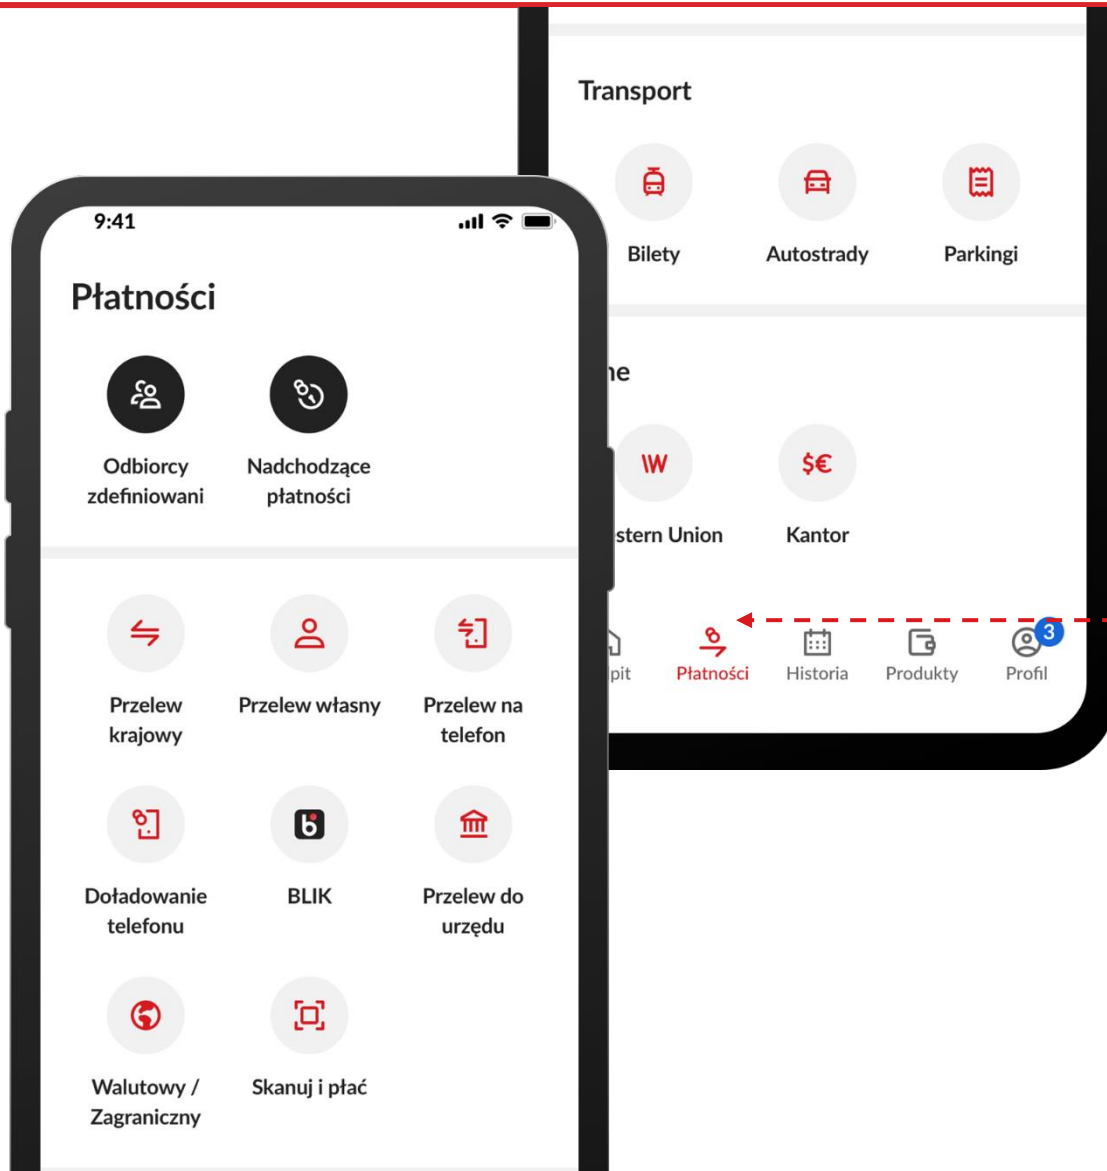 Transport
Bilety
Autostrady
Parkingi
stern Union
Kantor
pit
Płatności
Historia
Produkty
Profil
3
9:41
Płatności
Odbiorcy
zdefiniowani
Nadchodzące
płatności
Przelew
krajowy
Przelew własny
Przelew na
telefon
Doładowanie
telefonu
BLIK
Przelew do
urzędu
Walutowy /
Zagraniczny
Skanuj i płać